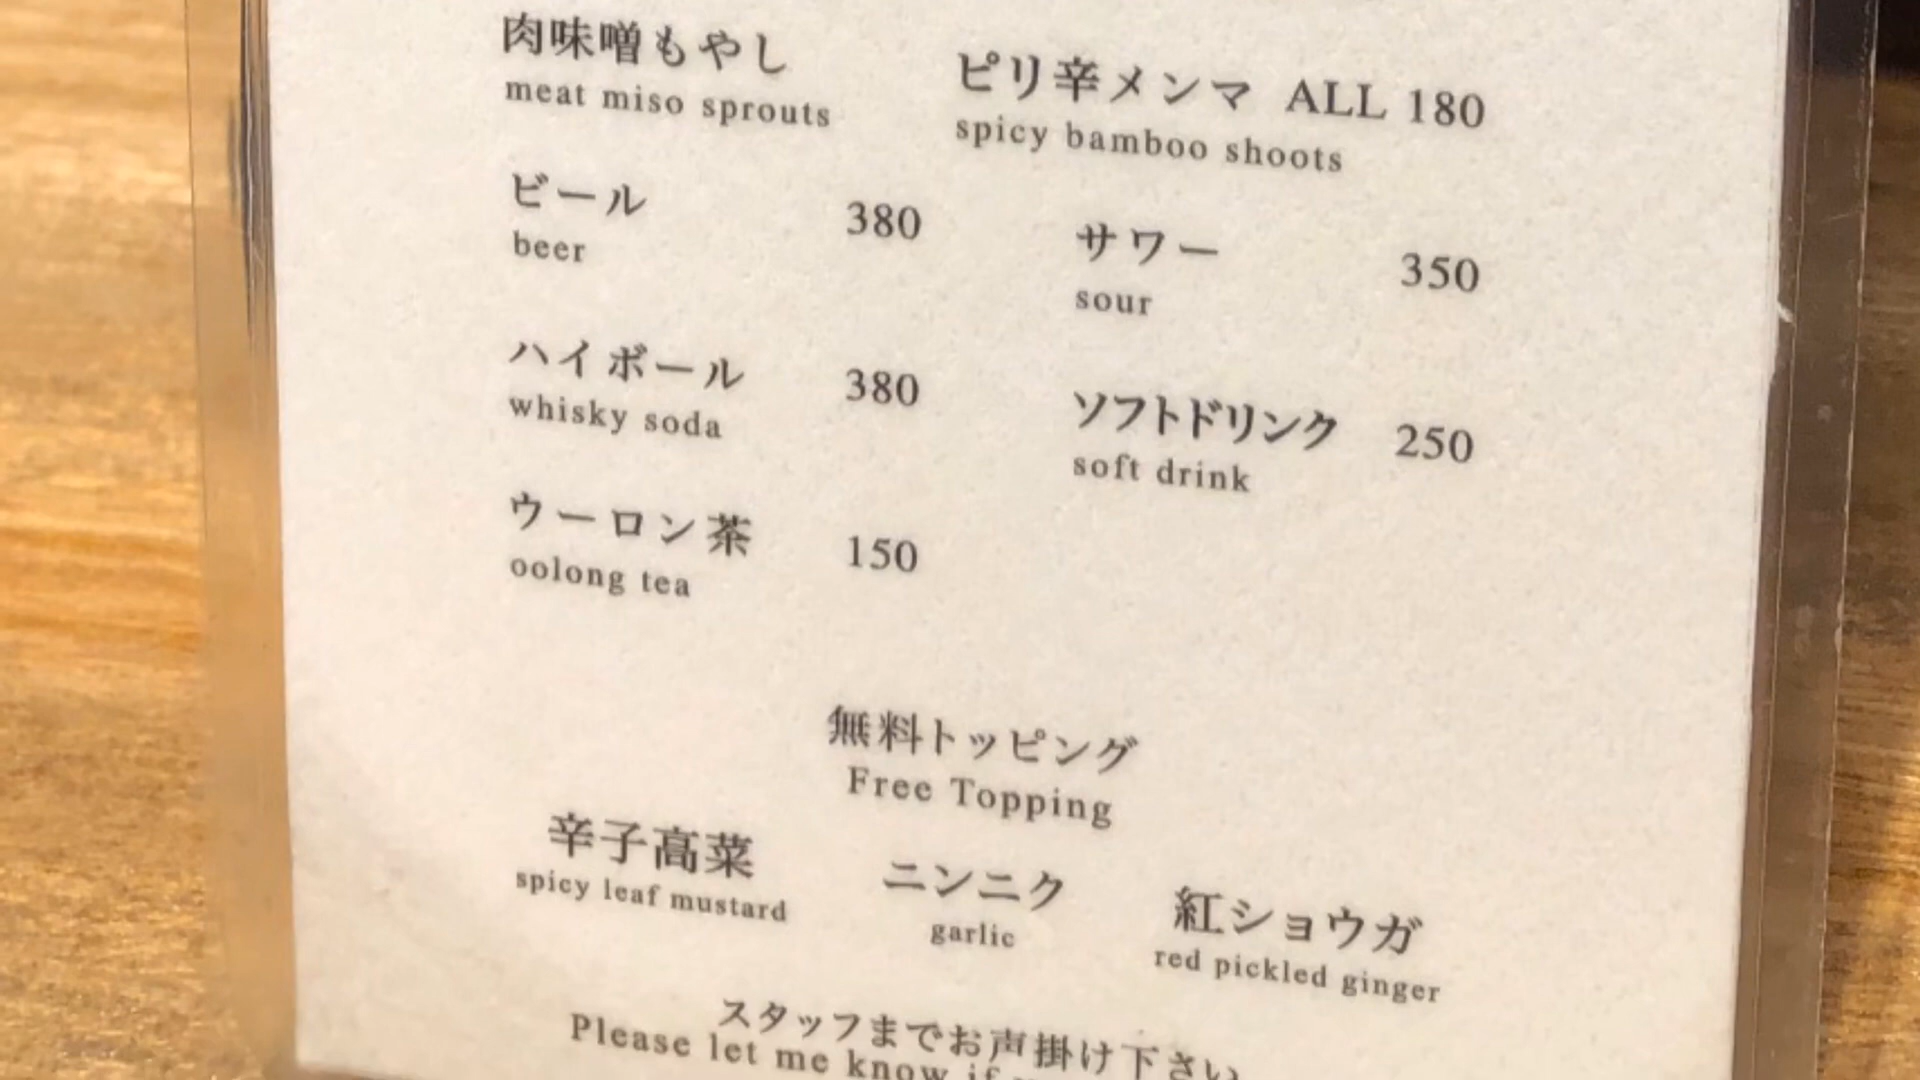 肉味噌もやし
meat miso sprouts
ピリ辛メンマ ALL 180
spicy bamboo shoots
ビール 380
beer
サワー 350
sour
ハイボール 380
whisky soda
ソフトドリンク 250
soft drink
ウーロン茶 150
oolong tea
無料トッピング
Free Topping
辛子高菜
spicy leaf mustard
ニンニク
garlic
紅ショウガ
red pickled ginger
スタッフまでお声掛け下さい
Please let me know if